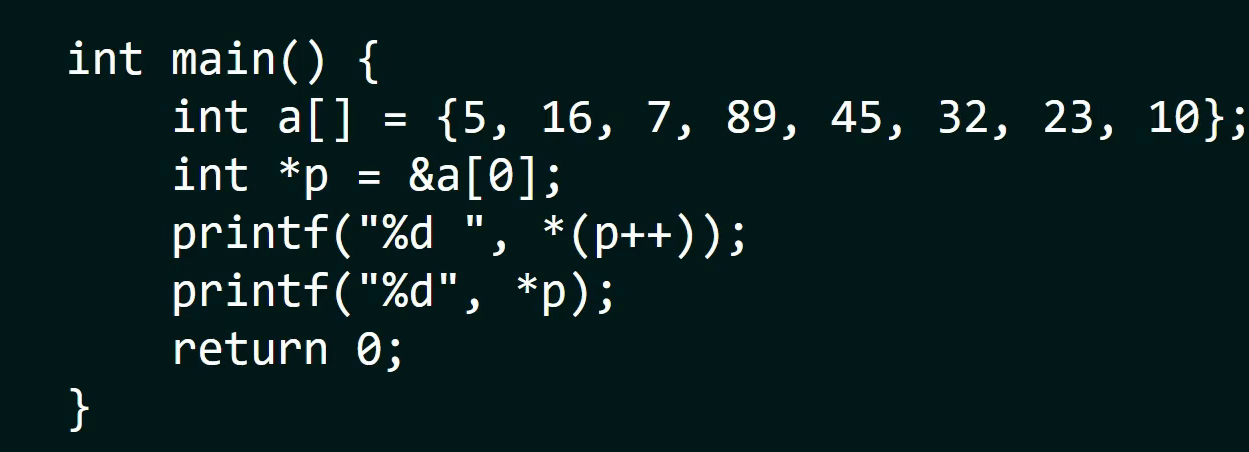 int main() {
    int a[] = {5, 16, 7, 89, 45, 32, 23, 10};
    int *p = &a[0];
    printf("%d ", *(p++));
    printf("%d", *p);
    return 0;
}